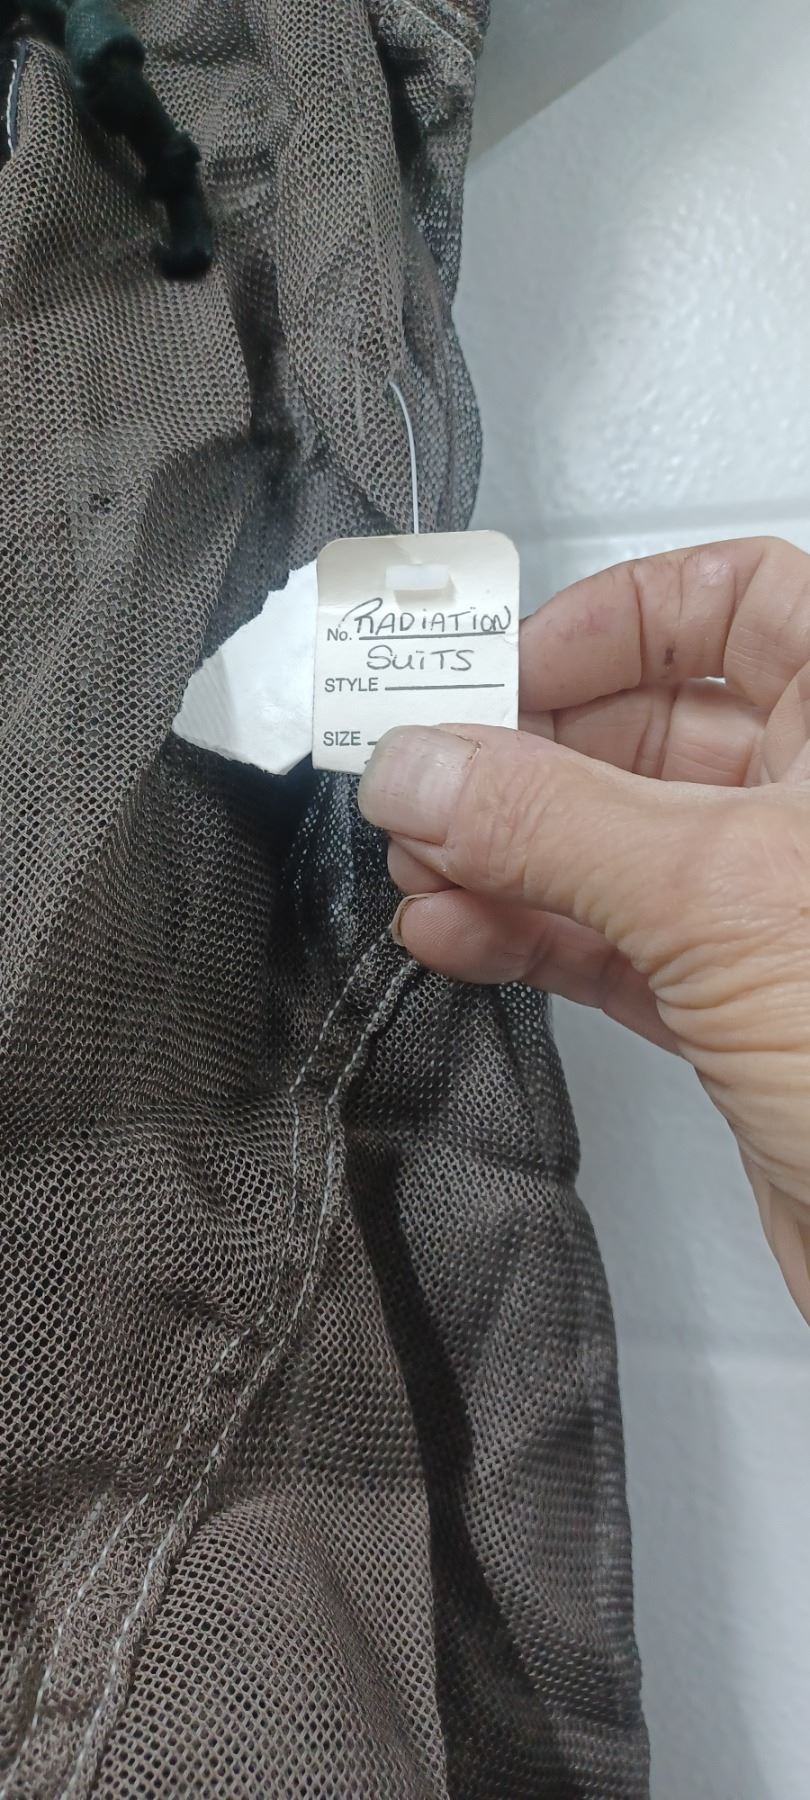 No. RADIATION
SUITS
STYLE
SIZE